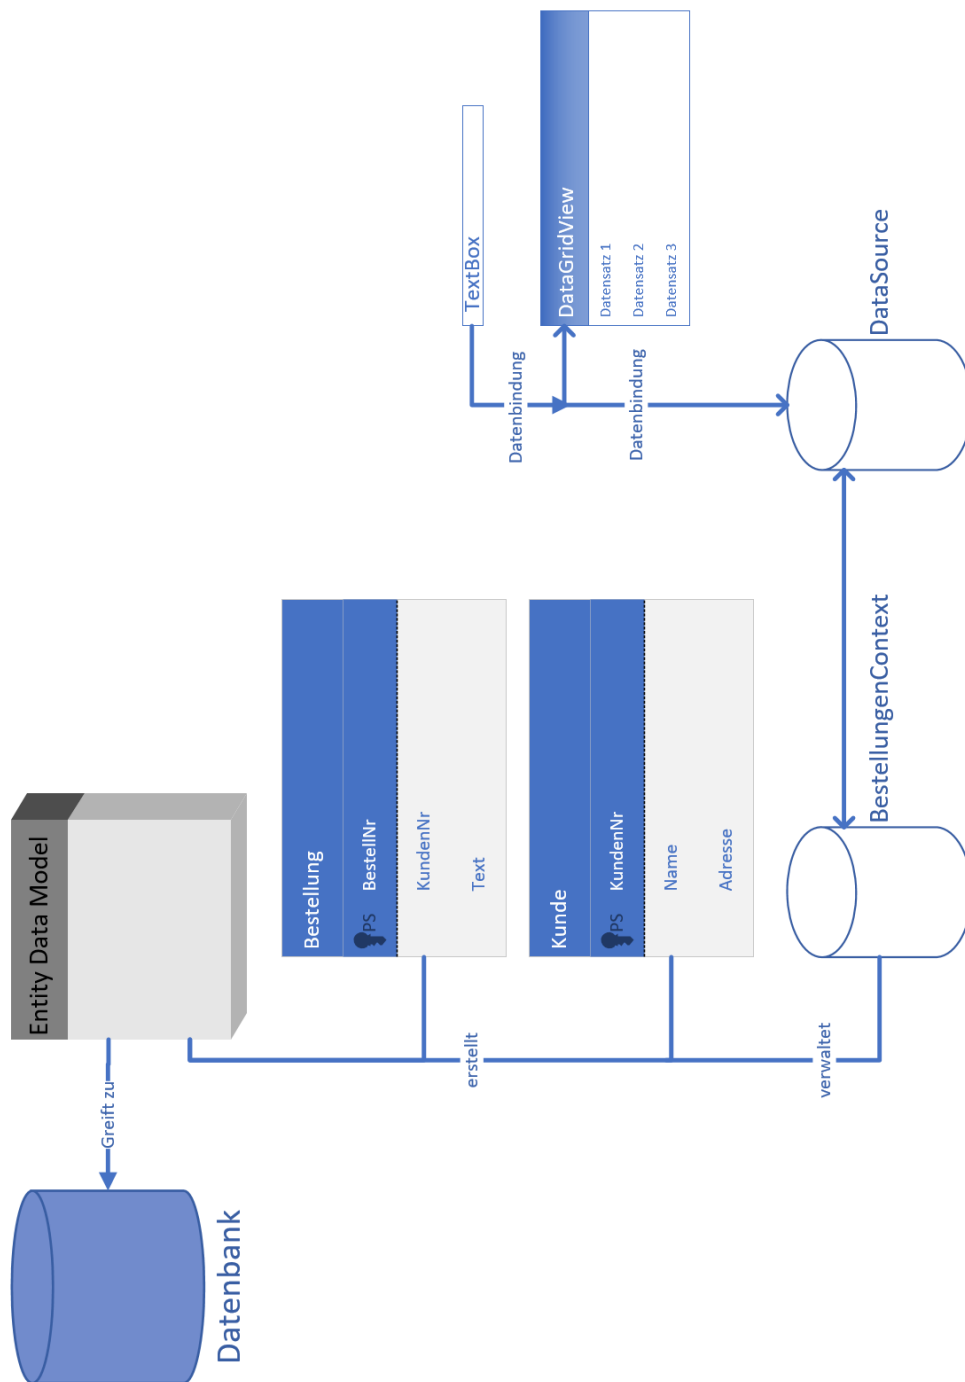 Datenbank
Greift zu
Entity Data Model
erstellt
verwaltet
Bestellung
PS BestellNr
KundenNr
Text
Kunde
PS KundenNr
Name
Adresse
BestellungenContext
TextBox
Datenbindung
DataGridView
Datensatz 1
Datensatz 2
Datensatz 3
Datenbindung
DataSource